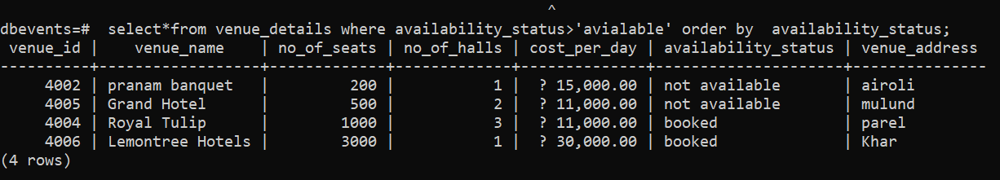 ^
dbevents=#  select*from venue_details where availability_status>'avialable' order by  availability_status;
 venue_id |    venue_name    | no_of_seats | no_of_halls | cost_per_day | availability_status | venue_address
----------+------------------+-------------+-------------+--------------+---------------------+---------------
     4002 | pranam banquet   |         200 |           1 |  ? 15,000.00 | not available       | airoli
     4005 | Grand Hotel      |         500 |           2 |  ? 11,000.00 | not available       | mulund
     4004 | Royal Tulip      |        1000 |           3 |  ? 11,000.00 | booked              | parel
     4006 | Lemontree Hotels |        3000 |           1 |  ? 30,000.00 | booked              | Khar
(4 rows)